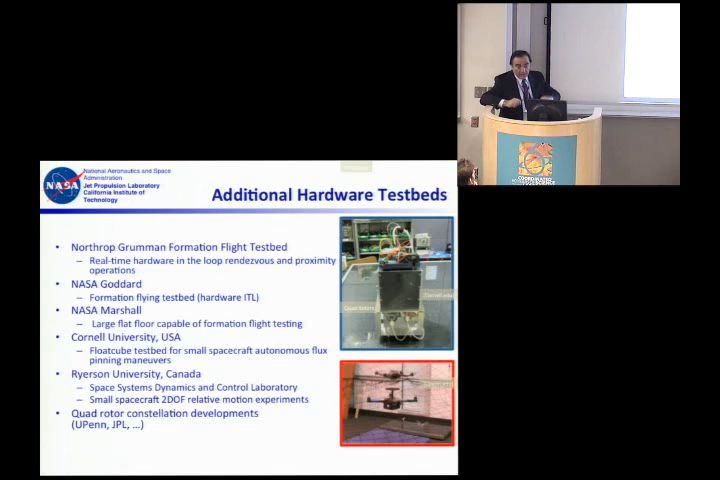 COORDINATED
SCIENCE
NASA
National Aeronautics and Space
Administration
Jet Propulsion Laboratory
California Institute of
Technology
Additional Hardware Testbeds
• Northrop Grumman Formation Flight Testbed
– Real-time hardware in the loop rendezvous and proximity
operations
• NASA Goddard
– Formation flying testbed (hardware ITL)
• NASA Marshall
– Large flat floor capable of formation flight testing
• Cornell University, USA
– Floatcube testbed for small spacecraft autonomous flux
pinning maneuvers
• Ryerson University, Canada
– Space Systems Dynamics and Control Laboratory
– Small spacecraft 2DOF relative motion experiments
• Quad rotor constellation developments
(UPenn, JPL, ...)
Cornell.edu